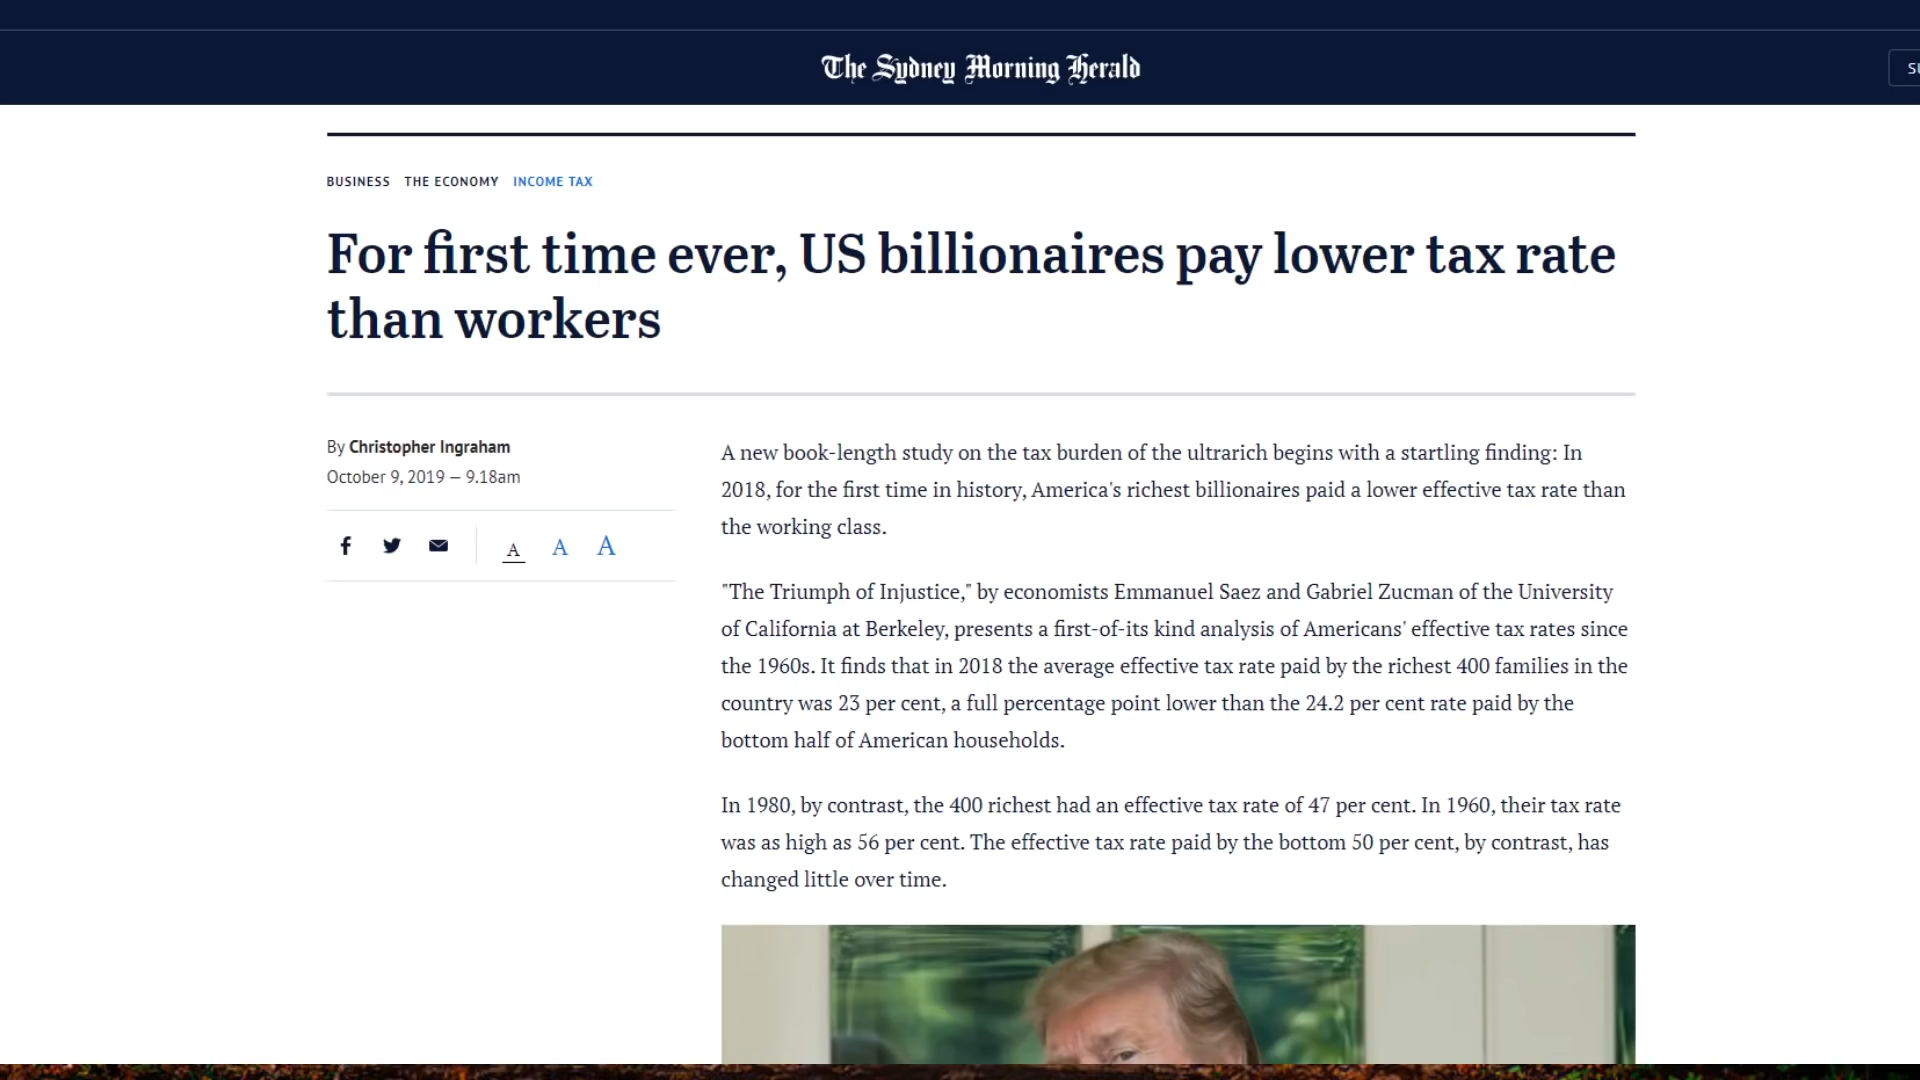 The Sydney Morning Herald
BUSINESS THE ECONOMY INCOME TAX
For first time ever, US billionaires pay lower tax rate
than workers
By Christopher Ingraham
October 9, 2019 – 9.18am
A A A
A new book-length study on the tax burden of the ultrarich begins with a startling finding: In
2018, for the first time in history, America's richest billionaires paid a lower effective tax rate than
the working class.
"The Triumph of Injustice," by economists Emmanuel Saez and Gabriel Zucman of the University
of California at Berkeley, presents a first-of-its kind analysis of Americans' effective tax rates since
the 1960s. It finds that in 2018 the average effective tax rate paid by the richest 400 families in the
country was 23 per cent, a full percentage point lower than the 24.2 per cent rate paid by the
bottom half of American households.
In 1980, by contrast, the 400 richest had an effective tax rate of 47 per cent. In 1960, their tax rate
was as high as 56 per cent. The effective tax rate paid by the bottom 50 per cent, by contrast, has
changed little over time.